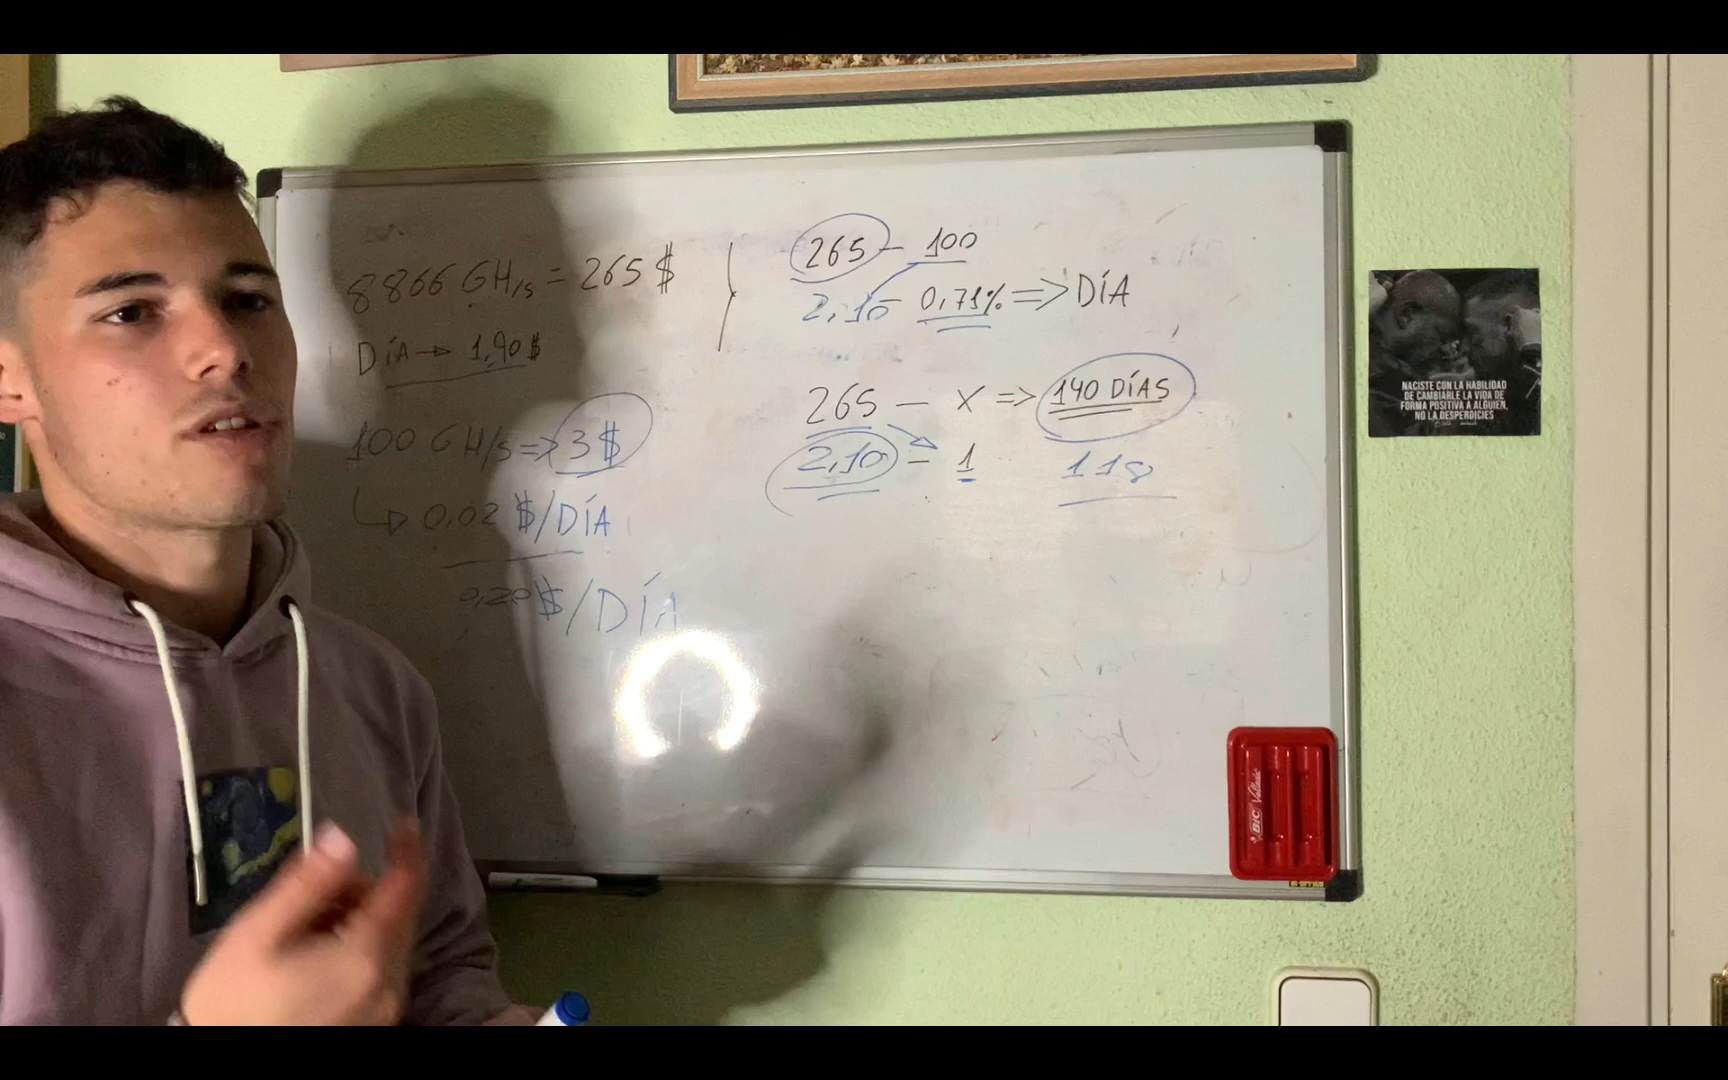 8866 GH/s = 265 $
DÍA → 1,90 $
100 GH/s => 3 $
↳ 0,02 $/DÍA
0,20 $/DÍA
265 — 100
2,10 — 0,71% => DÍA
265 — X => 140 DÍAS
2,10 — 1 118
NACISTE CON LA HABILIDAD
DE CAMBIARLE LA VIDA DE
FORMA POSITIVA A ALGUIEN,
NO LA DESPERDICIES
BIC Velleda